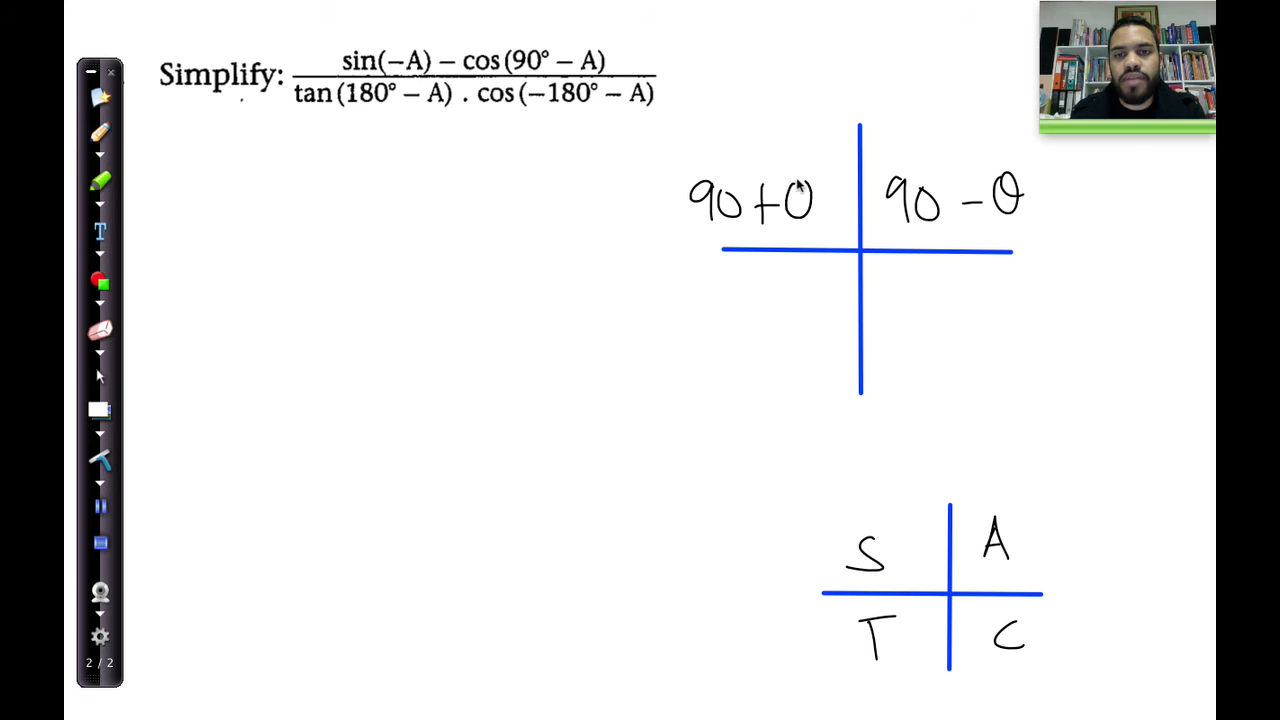 Simplify: sin(−A) − cos(90° − A)
tan(180° − A) . cos(−180° − A)
90+θ 90 −θ
S A
T C
T
2 / 2